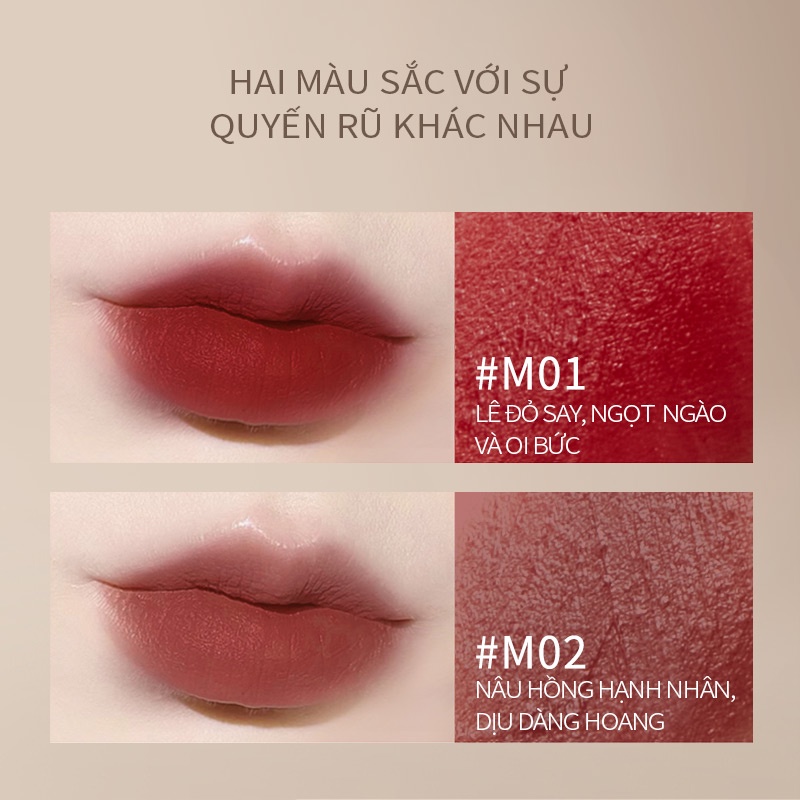 HAI MÀU SẮC VỚI SỰ
QUYẾN RŨ KHÁC NHAU
#M01
LÊ ĐỎ SAY, NGỌT NGÀO
VÀ OI BỨC
#M02
NÂU HỒNG HẠNH NHÂN,
DỊU DÀNG HOANG